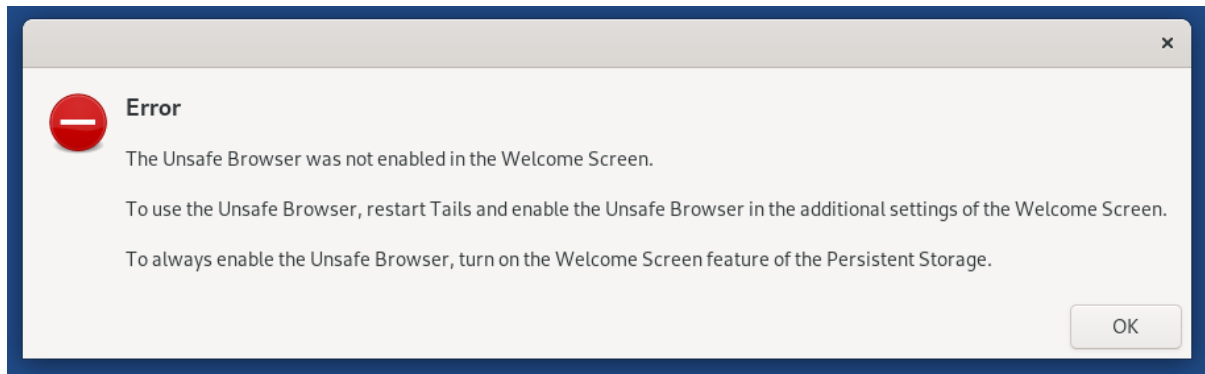 Error
The Unsafe Browser was not enabled in the Welcome Screen.
To use the Unsafe Browser, restart Tails and enable the Unsafe Browser in the additional settings of the Welcome Screen.
To always enable the Unsafe Browser, turn on the Welcome Screen feature of the Persistent Storage.
OK